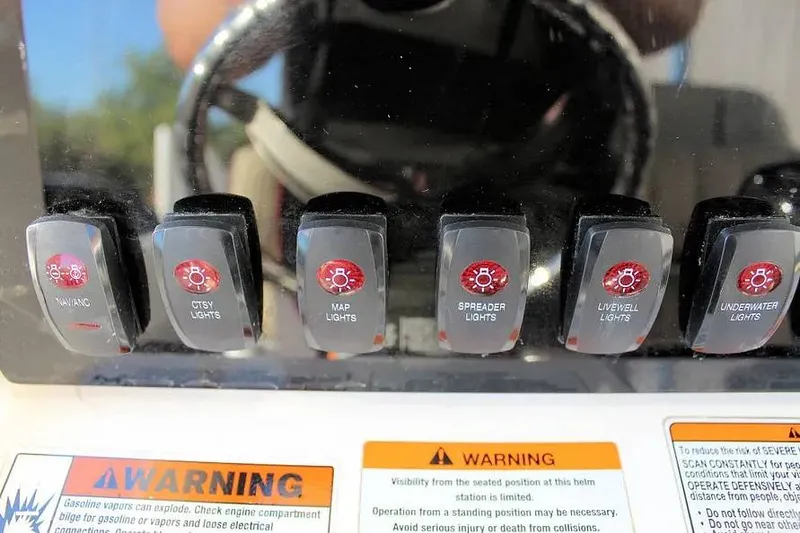 NAV/ANC
CTSY
LIGHTS
MAP
LIGHTS
SPREADER
LIGHTS
LIVEWELL
LIGHTS
UNDERWATER
LIGHTS
WARNING
Gasoline vapors can explode. Check engine compartment
bilge for gasoline or vapors and loose electrical
connections.
WARNING
Visibility from the seated position at this helm
station is limited.
Operation from a standing position may be necessary.
Avoid serious injury or death from collisions.
To reduce the risk of SEVERE
SCAN CONSTANTLY for
conditions that limit your
OPERATE DEFENSIVELY
distance from people,
• Do not follow
• Do not go near